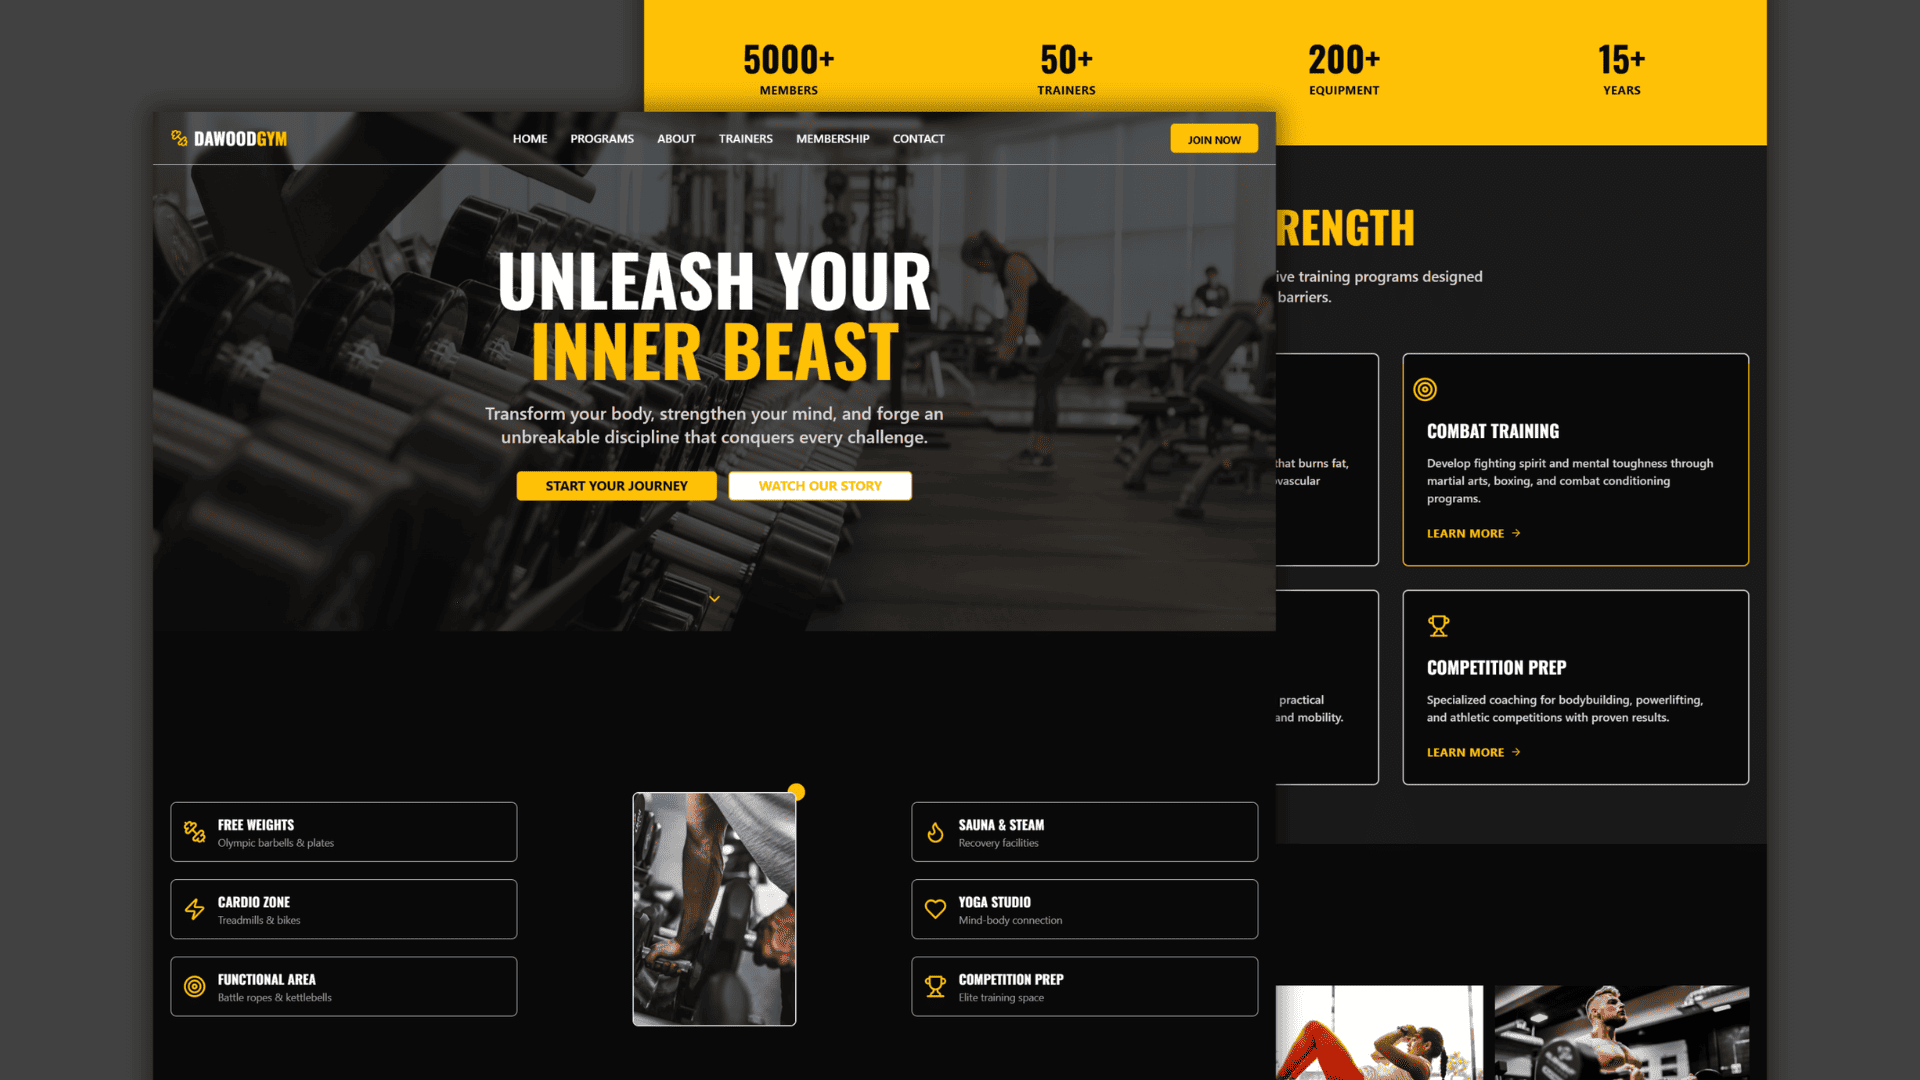 5000+
MEMBERS
50+
TRAINERS
200+
EQUIPMENT
15+
YEARS
DAWOODGYM
HOME
PROGRAMS
ABOUT
TRAINERS
MEMBERSHIP
CONTACT
JOIN NOW
UNLEASH YOUR
INNER BEAST
Transform your body, strengthen your mind, and forge an
unbreakable discipline that conquers every challenge.
START YOUR JOURNEY
WATCH OUR STORY
RENGTH
ive training programs designed
barriers.
that burns fat,
ovascular
COMBAT TRAINING
Develop fighting spirit and mental toughness through
martial arts, boxing, and combat conditioning
programs.
LEARN MORE →
practical
and mobility.
COMPETITION PREP
Specialized coaching for bodybuilding, powerlifting,
and athletic competitions with proven results.
LEARN MORE →
FREE WEIGHTS
Olympic barbells & plates
CARDIO ZONE
Treadmills & bikes
FUNCTIONAL AREA
Battle ropes & kettlebells
SAUNA & STEAM
Recovery facilities
YOGA STUDIO
Mind-body connection
COMPETITION PREP
Elite training space